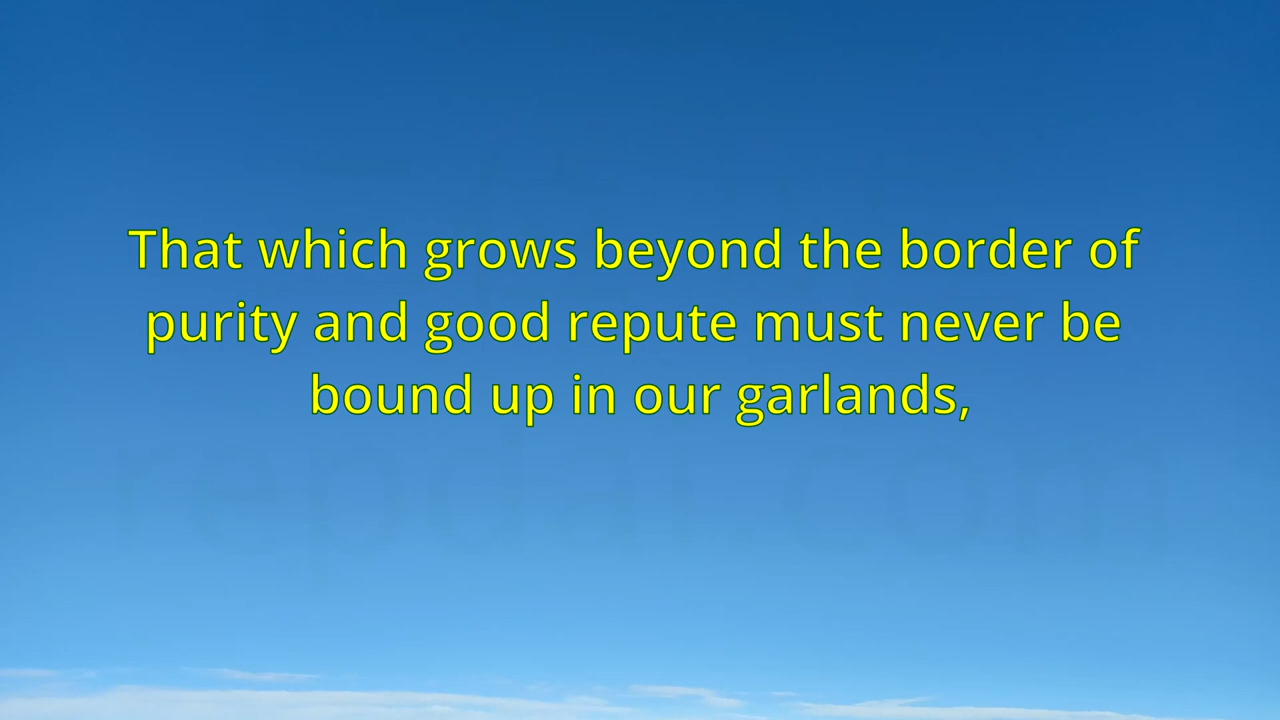 That which grows beyond the border of
purity and good repute must never be
bound up in our garlands,